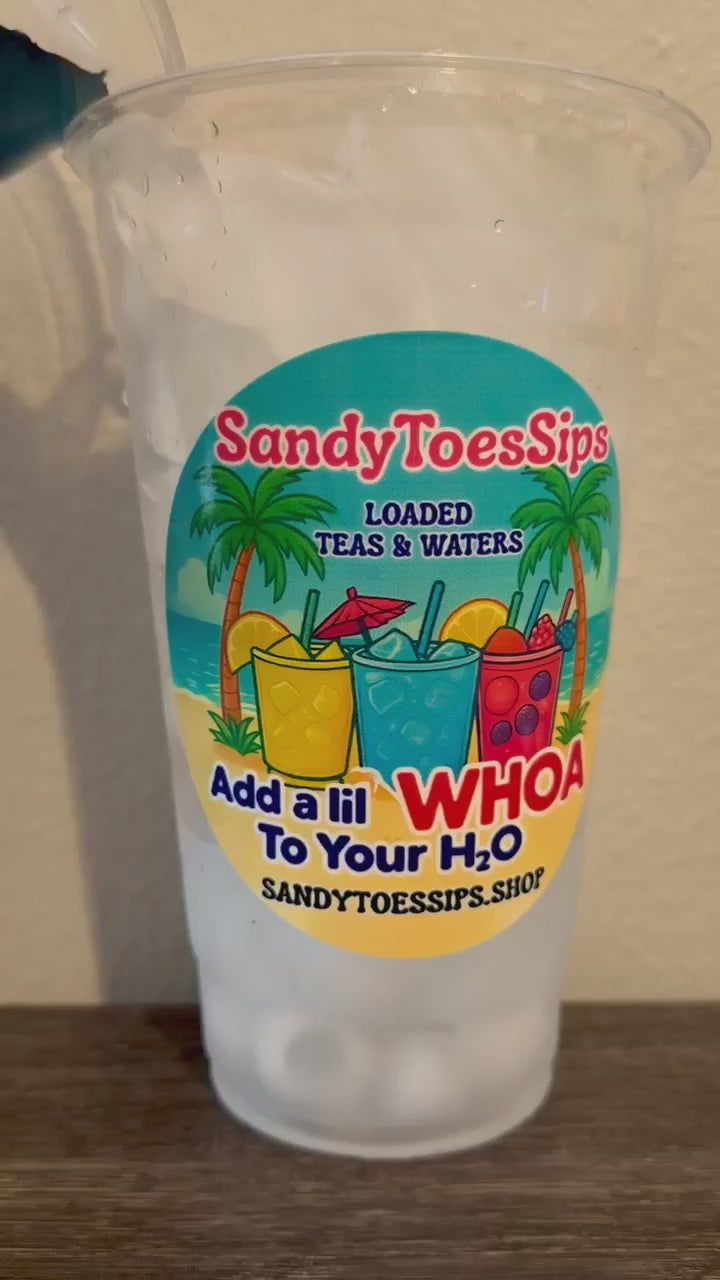 SandyToesSips
LOADED
TEAS & WATERS
Add a lil WHOA
To Your H₂O
SANDYTOESSIPS.SHOP